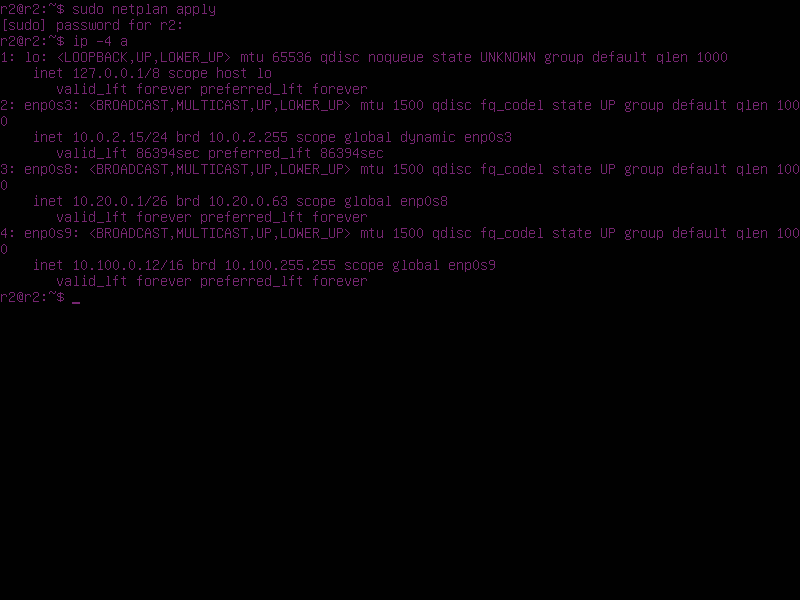 r2@r2:~$ sudo netplan apply
[sudo] password for r2:
r2@r2:~$ ip -4 a
1: lo: <LOOPBACK,UP,LOWER_UP> mtu 65536 qdisc noqueue state UNKNOWN group default qlen 1000
    inet 127.0.0.1/8 scope host lo
       valid_lft forever preferred_lft forever
2: enp0s3: <BROADCAST,MULTICAST,UP,LOWER_UP> mtu 1500 qdisc fq_codel state UP group default qlen 100
0
    inet 10.0.2.15/24 brd 10.0.2.255 scope global dynamic enp0s3
       valid_lft 86394sec preferred_lft 86394sec
3: enp0s8: <BROADCAST,MULTICAST,UP,LOWER_UP> mtu 1500 qdisc fq_codel state UP group default qlen 100
0
    inet 10.20.0.1/26 brd 10.20.0.63 scope global enp0s8
       valid_lft forever preferred_lft forever
4: enp0s9: <BROADCAST,MULTICAST,UP,LOWER_UP> mtu 1500 qdisc fq_codel state UP group default qlen 100
0
    inet 10.100.0.12/16 brd 10.100.255.255 scope global enp0s9
       valid_lft forever preferred_lft forever
r2@r2:~$ _